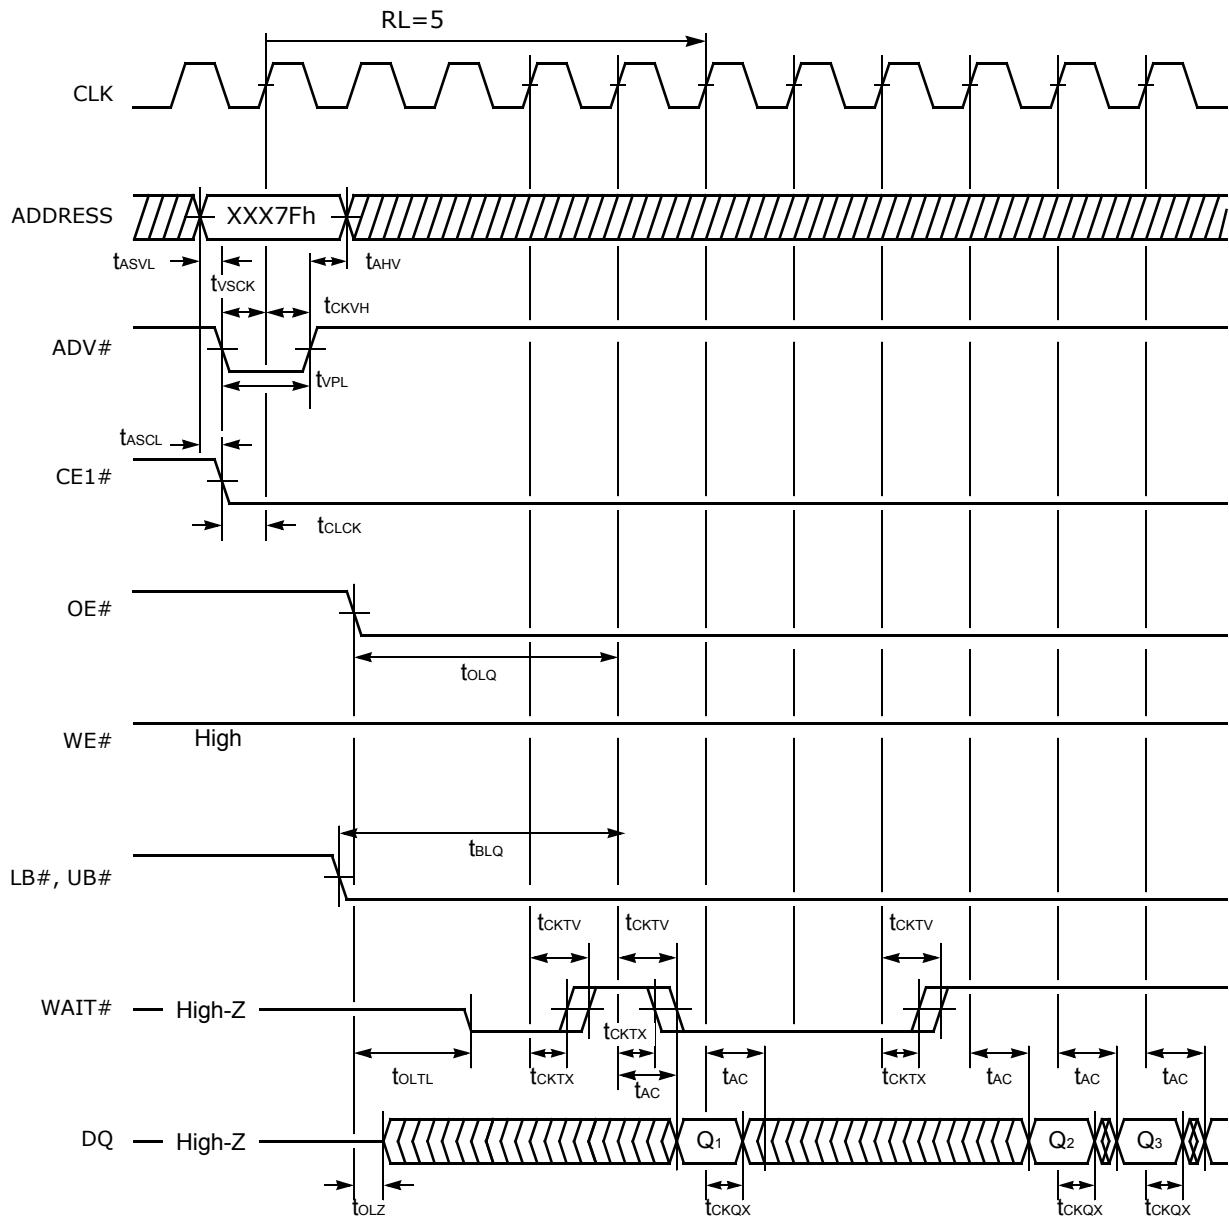 RL=5
CLK
ADDRESS XXX7Fh
tASVL tVSCK tAHV
tCKVH
ADV#
tVPL
tASCL
CE1#
tCLCK
OE#
tOLQ
WE# High
tBLQ
LB#, UB#
tCKTV tCKTV tCKTV
WAIT# High-Z
tCKTX
tOLTL tCKTX tAC tAC tCKTX tAC tAC tAC
DQ High-Z Q1 Q2 Q3
tOLZ tCKQX tCKQX tCKQX